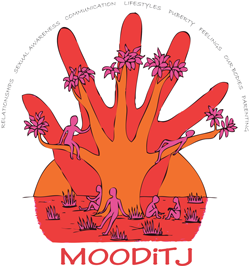 RELATIONSHIPS SEXUAL AWARENESS COMMUNICATION LIFESTYLES PUBERTY FEELINGS OUR BODIES PARENTING
MOODiTJ